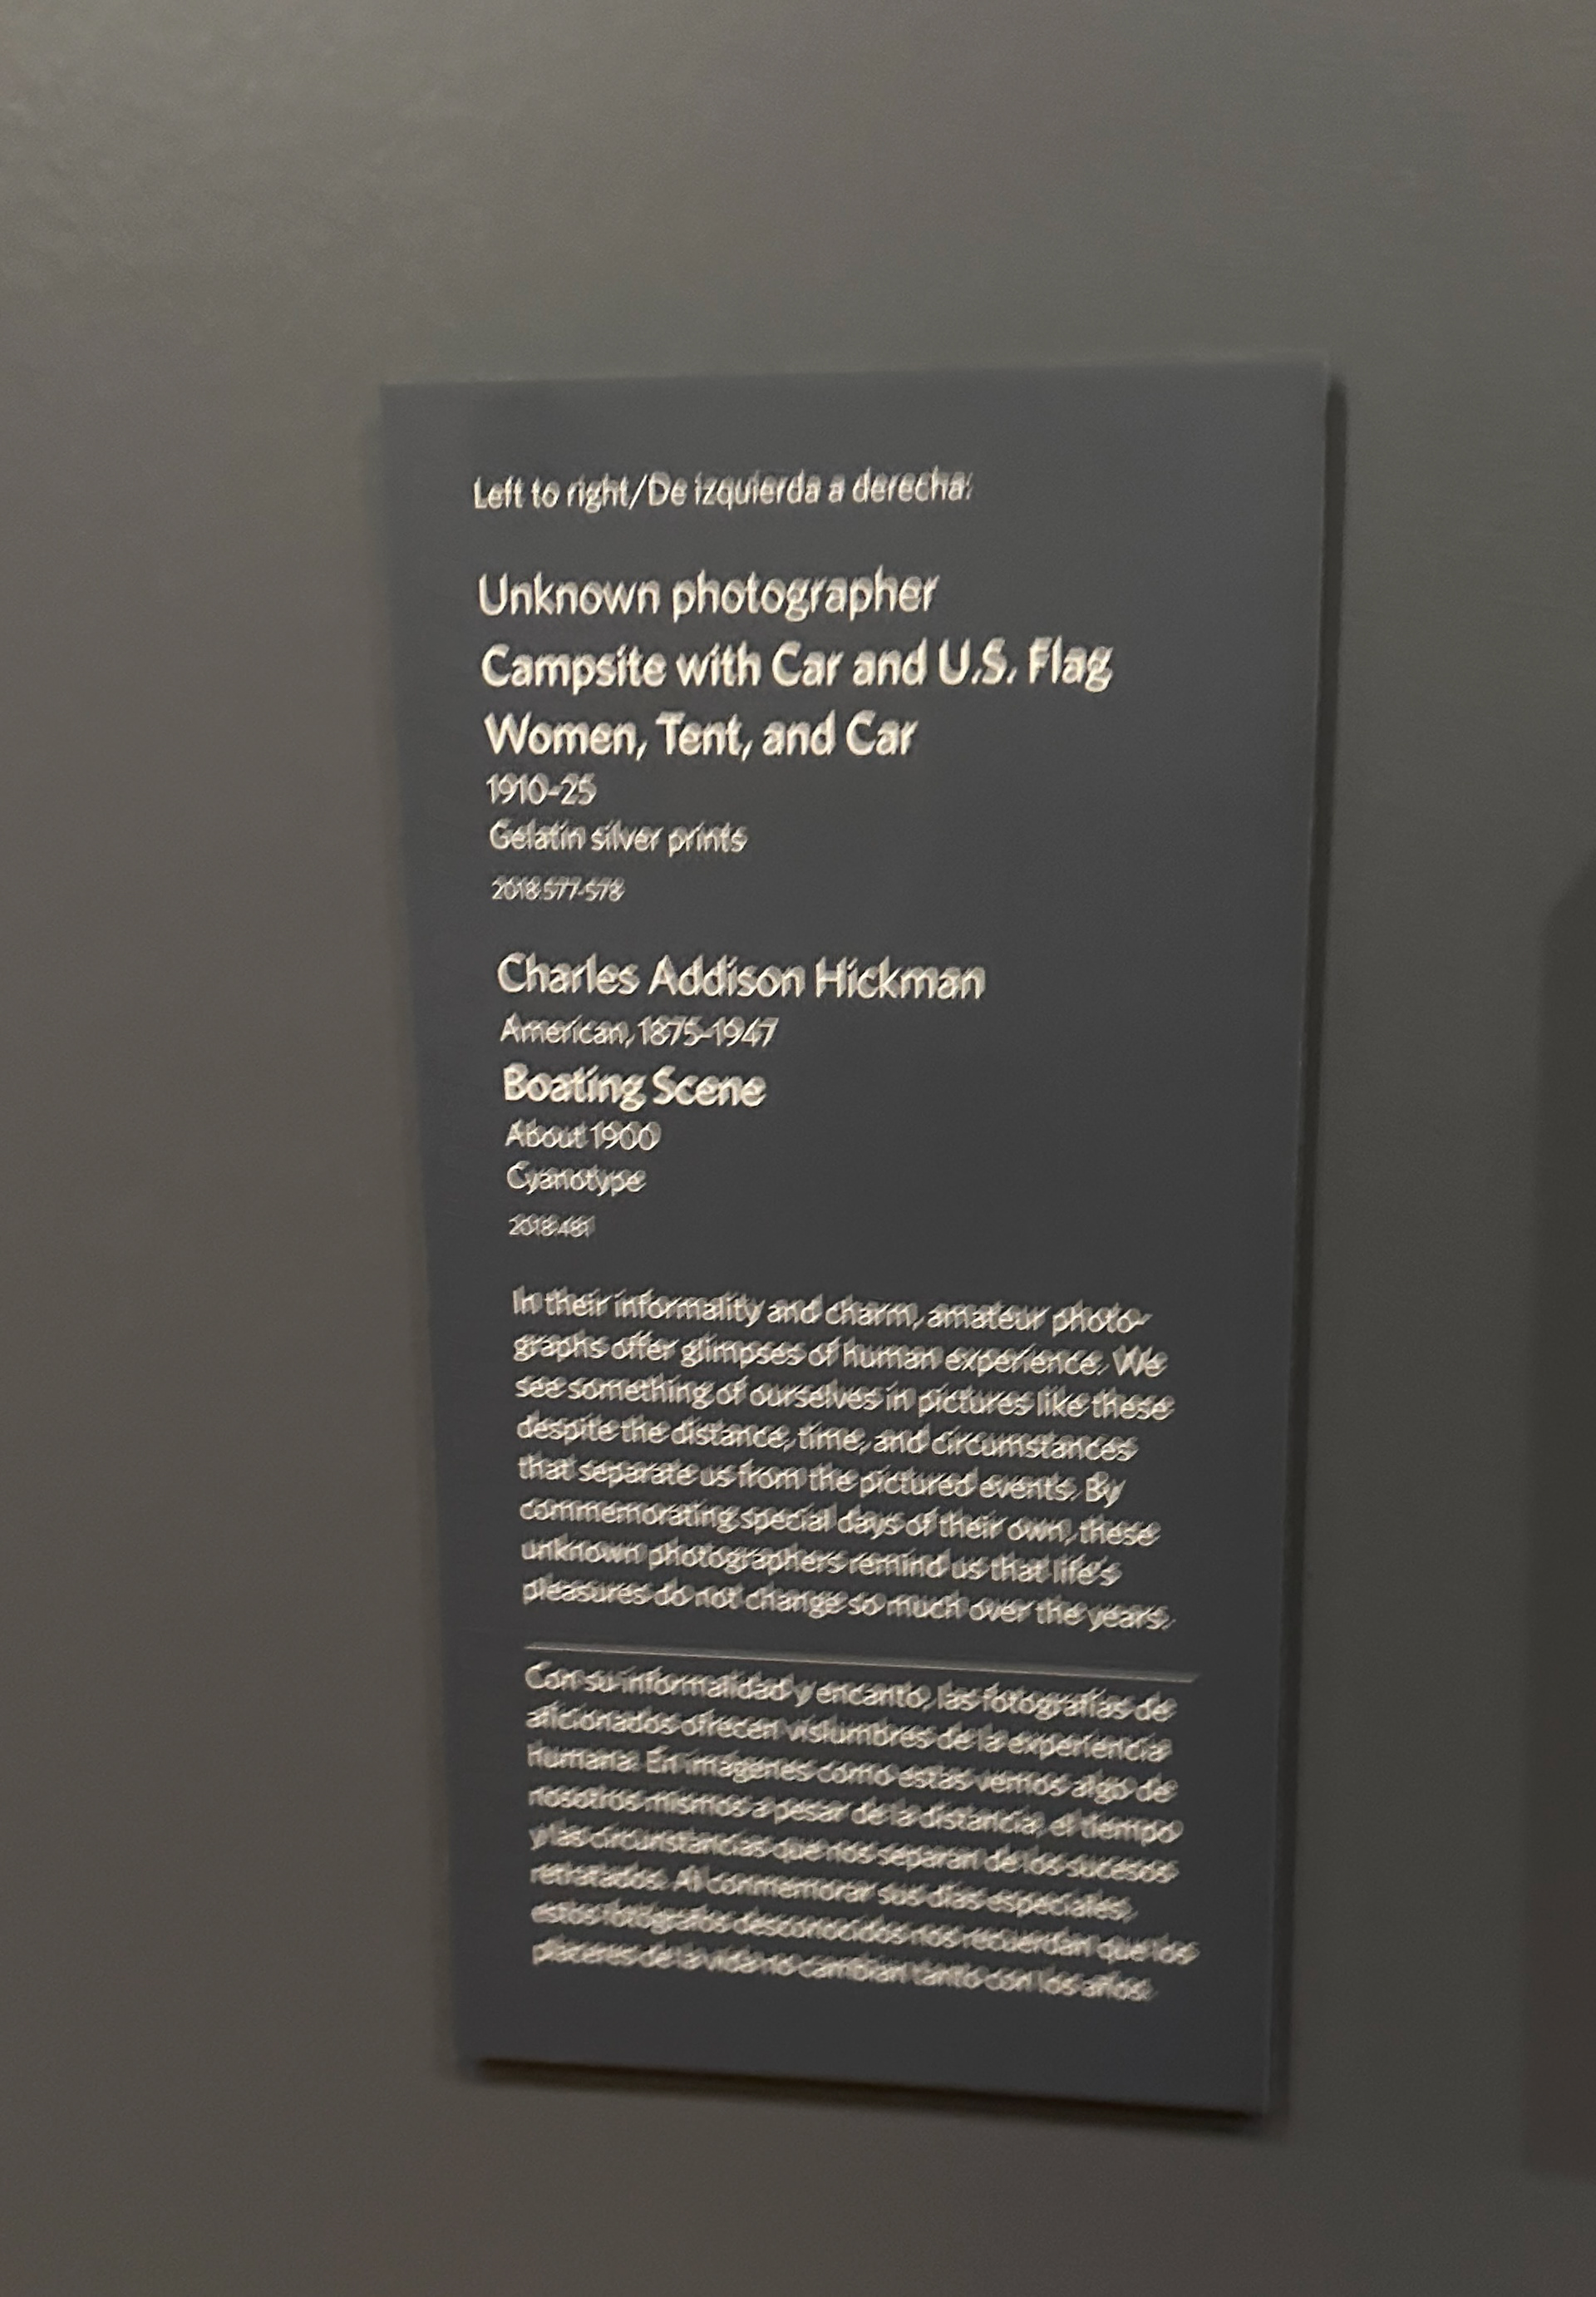 Left to right/De izquierda a derecha:
Unknown photographer
Campsite with Car and U.S. Flag
Women, Tent, and Car
1910–25
Gelatin silver prints
2018.577-578
Charles Addison Hickman
American, 1875–1947
Boating Scene
About 1900
Cyanotype
2018.481
In their informality and charm, amateur photo-
graphs offer glimpses of human experience. We
see something of ourselves in pictures like these
despite the distance, time, and circumstances
that separate us from the pictured events. By
commemorating special days of their own, these
unknown photographers remind us that life's
pleasures do not change so much over the years.
Con su informalidad y encanto, las fotografías de
aficionados ofrecen vislumbres de la experiencia
humana. En imágenes como estas vemos algo de
nosotros mismos a pesar de la distancia, el tiempo
y las circunstancias que nos separan de los sucesos
retratados. Al conmemorar sus días especiales,
estos fotógrafos desconocidos nos recuerdan que los
placeres de la vida no cambian tanto con los años.